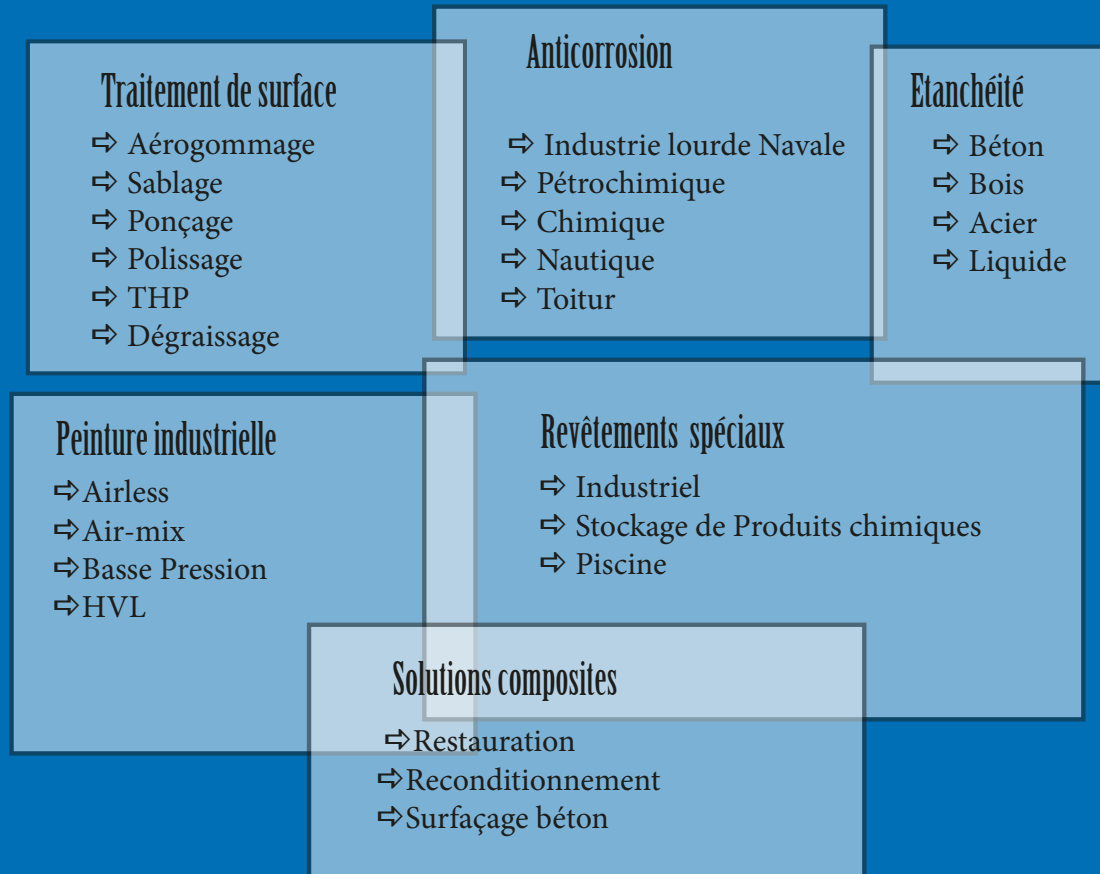 Traitement de surface
⇨ Aérogommage
⇨ Sablage
⇨ Ponçage
⇨ Polissage
⇨ THP
⇨ Dégraissage
Anticorrosion
⇨ Industrie lourde Navale
⇨ Pétrochimique
⇨ Chimique
⇨ Nautique
⇨ Toitur
Etanchéité
⇨ Béton
⇨ Bois
⇨ Acier
⇨ Liquide
Peinture industrielle
⇨Airless
⇨Air-mix
⇨Basse Pression
⇨HVL
Revêtements spéciaux
⇨ Industriel
⇨ Stockage de Produits chimiques
⇨ Piscine
Solutions composites
⇨Restauration
⇨Reconditionnement
⇨Surfaçage béton